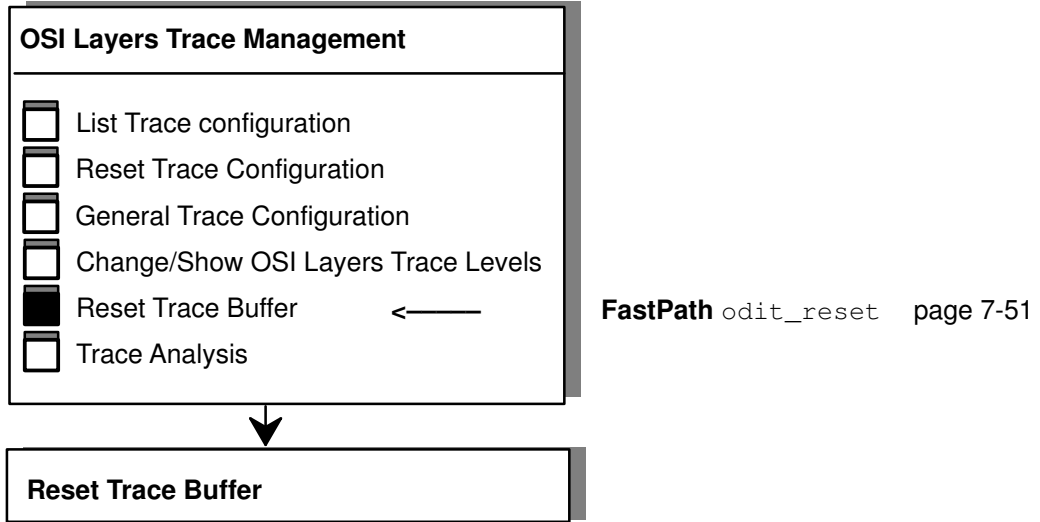 OSI Layers Trace Management
List Trace configuration
Reset Trace Configuration
General Trace Configuration
Change/Show OSI Layers Trace Levels
Reset Trace Buffer <——— FastPath odit_reset page 7-51
Trace Analysis
Reset Trace Buffer